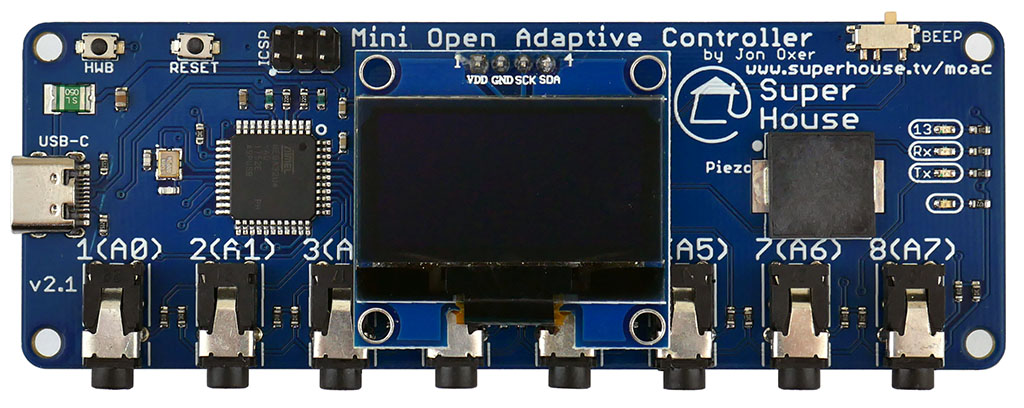 Mini Open Adaptive Controller
by Jon Oxer
www.superhouse.tv/moac
BEEP
HWB
RESET
ICSP
1 4
VDD GND SCK SDA
Super
House
USB-C
13
Rx
Tx
Piezo
1(A0) 2(A1) 3(A A5) 7(A6) 8(A7)
v2.1